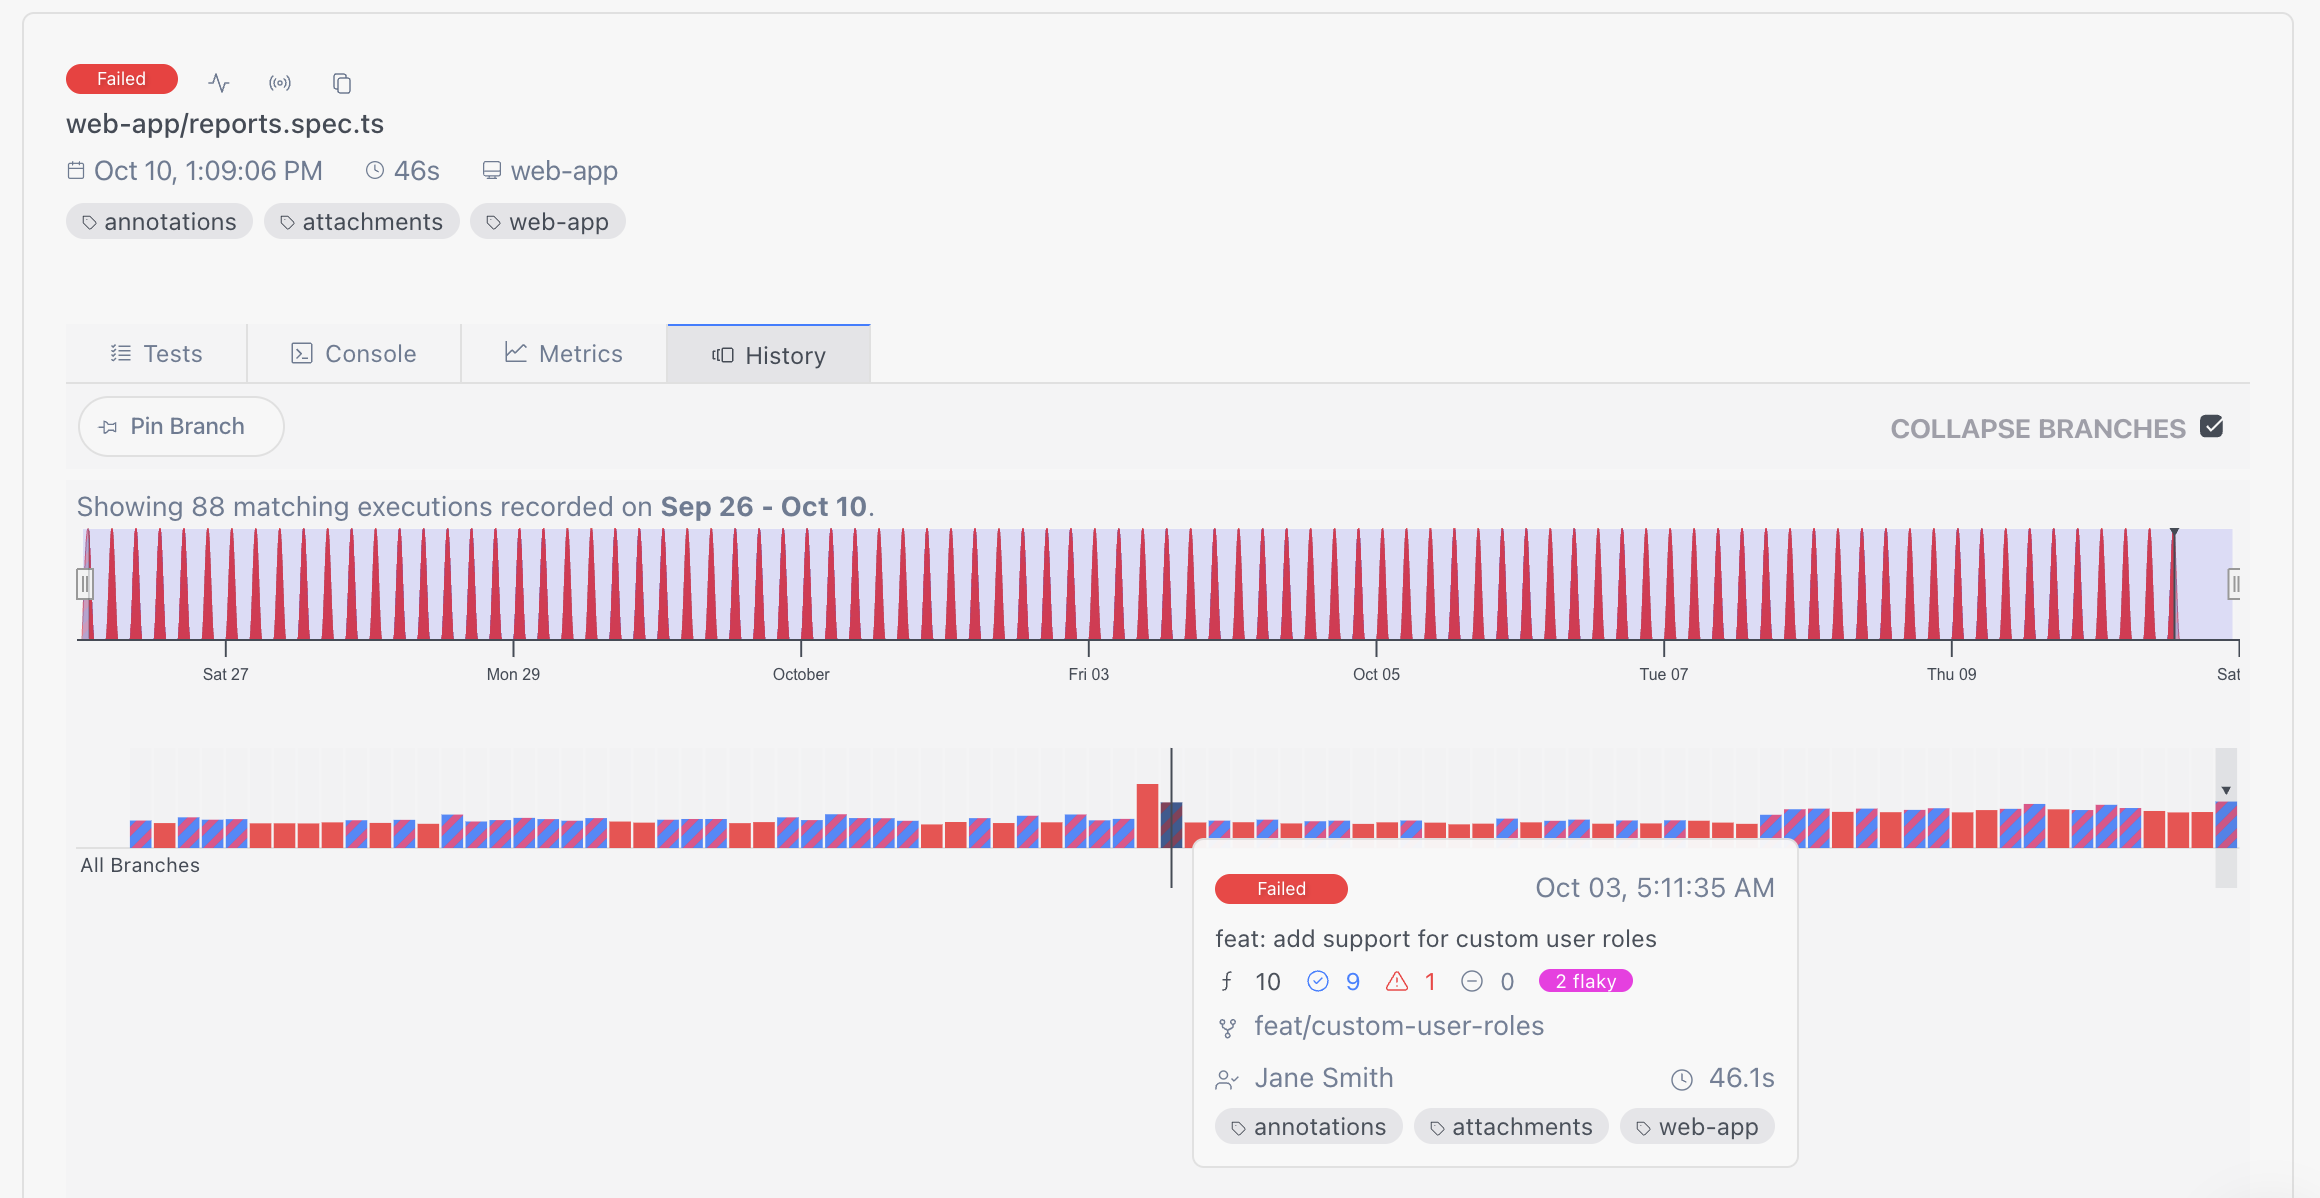 Failed
web-app/reports.spec.ts
Oct 10, 1:09:06 PM 46s web-app
annotations attachments web-app
Tests Console Metrics History
Pin Branch COLLAPSE BRANCHES
Showing 88 matching executions recorded on Sep 26 - Oct 10.
Sat 27 Mon 29 October Fri 03 Oct 05 Tue 07 Thu 09 Sat
All Branches
Failed Oct 03, 5:11:35 AM
feat: add support for custom user roles
10 9 1 0 2 flaky
feat/custom-user-roles
Jane Smith 46.1s
annotations attachments web-app